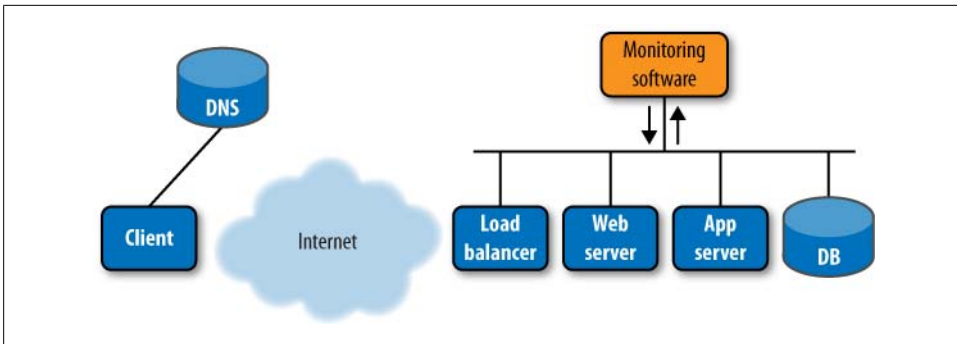 Monitoring
software
DNS
Client
Internet
Load
balancer
Web
server
App
server
DB